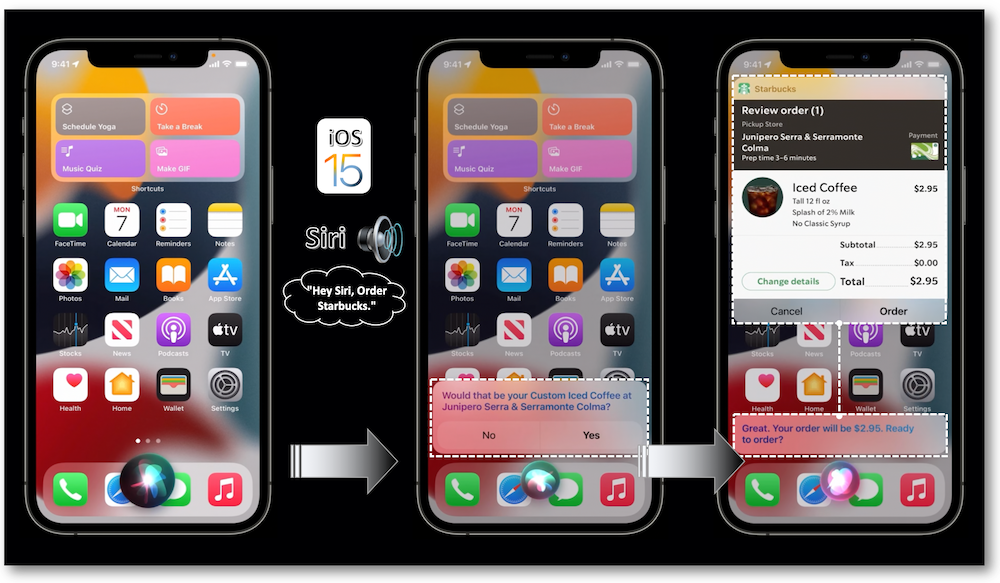 9:41
Schedule Yoga
Take a Break
Music Quiz
Make GIF
Shortcuts
MON
7
FaceTime
Calendar
Reminders
Notes
Photos
Mail
Books
App Store
tv
Stocks
News
Podcasts
TV
Health
Home
Wallet
Settings
iOS
15
Siri
"Hey Siri, Order
Starbucks."
9:41
Schedule Yoga
Take a Break
Music Quiz
Make GIF
Shortcuts
MON
7
FaceTime
Calendar
Reminders
Notes
Photos
Mail
Books
App Store
tv
Stocks
News
Podcasts
TV
Would that be your Custom Iced Coffee at
Junipero Serra & Serramonte Colma?
No
Yes
9:41
Starbucks
Review order (1)
Pickup Store
Junipero Serra & Serramonte
Colma
Prep time 3–6 minutes
Payment
Iced Coffee
$2.95
Tall 12 fl oz
Splash of 2% Milk
No Classic Syrup
Subtotal
$2.95
Tax
$0.00
Change details
Total
$2.95
Cancel
Order
tv
Stocks
News
Podcasts
TV
Health
Home
Wallet
Settings
Great. Your order will be $2.95. Ready
to order?